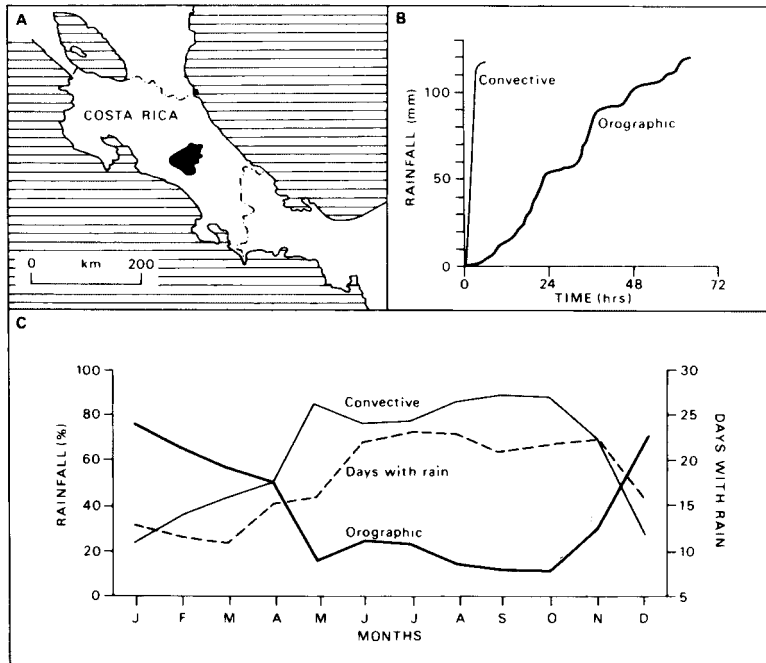 A
COSTA RICA
0 km 200
B
RAINFALL (mm)
100
50
0
Convective
Orographic
0 24 48 72
TIME (hrs)
C
RAINFALL (%)
100
80
60
40
20
0
Convective
Days with rain
Orographic
30
25
20
15
10
5
DAYS WITH RAIN
J F M A M J J A S O N D
MONTHS